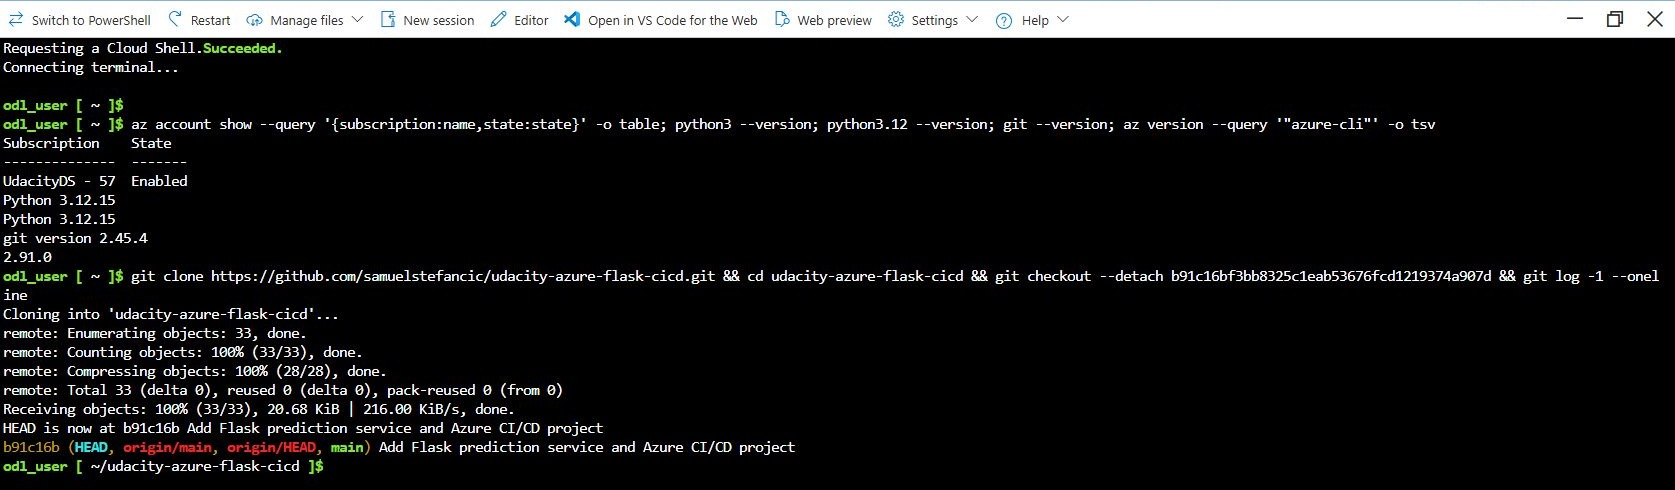 Switch to PowerShell Restart Manage files New session Editor Open in VS Code for the Web Web preview Settings Help
Requesting a Cloud Shell.Succeeded.
Connecting terminal...
odl_user [ ~ ]$
odl_user [ ~ ]$ az account show --query '{subscription:name,state:state}' -o table; python3 --version; python3.12 --version; git --version; az version --query '"azure-cli"' -o tsv
Subscription    State
--------------  -------
UdacityDS - 57  Enabled
Python 3.12.15
Python 3.12.15
git version 2.45.4
2.91.0
odl_user [ ~ ]$ git clone https://github.com/samuelstefancic/udacity-azure-flask-cicd.git && cd udacity-azure-flask-cicd && git checkout --detach b91c16bf3bb8325c1eab53676fcd1219374a907d && git log -1 --onel
ine
Cloning into 'udacity-azure-flask-cicd'...
remote: Enumerating objects: 33, done.
remote: Counting objects: 100% (33/33), done.
remote: Compressing objects: 100% (28/28), done.
remote: Total 33 (delta 0), reused 0 (delta 0), pack-reused 0 (from 0)
Receiving objects: 100% (33/33), 20.68 KiB | 216.00 KiB/s, done.
HEAD is now at b91c16b Add Flask prediction service and Azure CI/CD project
b91c16b (HEAD, origin/main, origin/HEAD, main) Add Flask prediction service and Azure CI/CD project
odl_user [ ~/udacity-azure-flask-cicd ]$